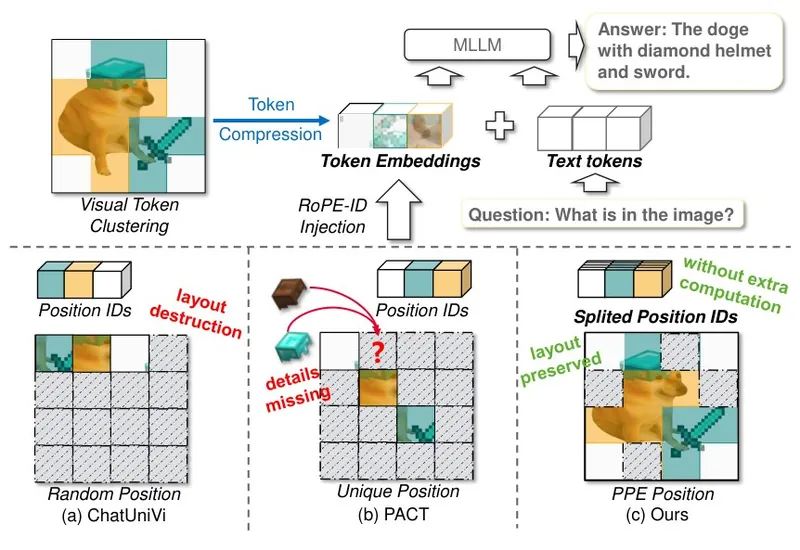 MLLM
Answer: The doge
with diamond helmet
and sword.
Token
Compression
Token Embeddings
Text tokens
Visual Token
Clustering
RoPE-ID
Injection
Question: What is in the image?
Position IDs
layout
destruction
Random Position
(a) ChatUniVi
Position IDs
?
details
missing
Unique Position
(b) PACT
without extra
computation
Splited Position IDs
layout
preserved
PPE Position
(c) Ours